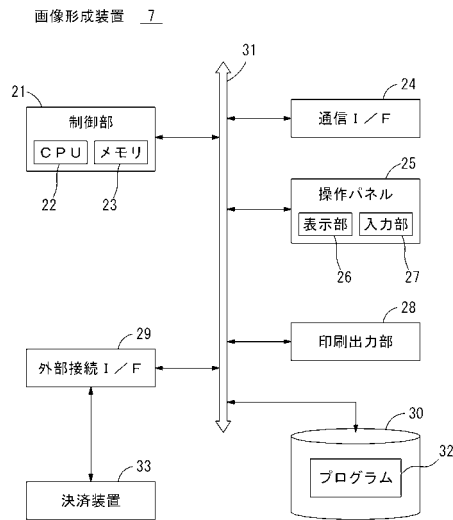 画像形成装置 7
31
21
制御部
CPU
メモリ
22
23
24
通信I/F
25
操作パネル
表示部
入力部
26
27
28
印刷出力部
29
外部接続I/F
30
プログラム
32
33
決済装置